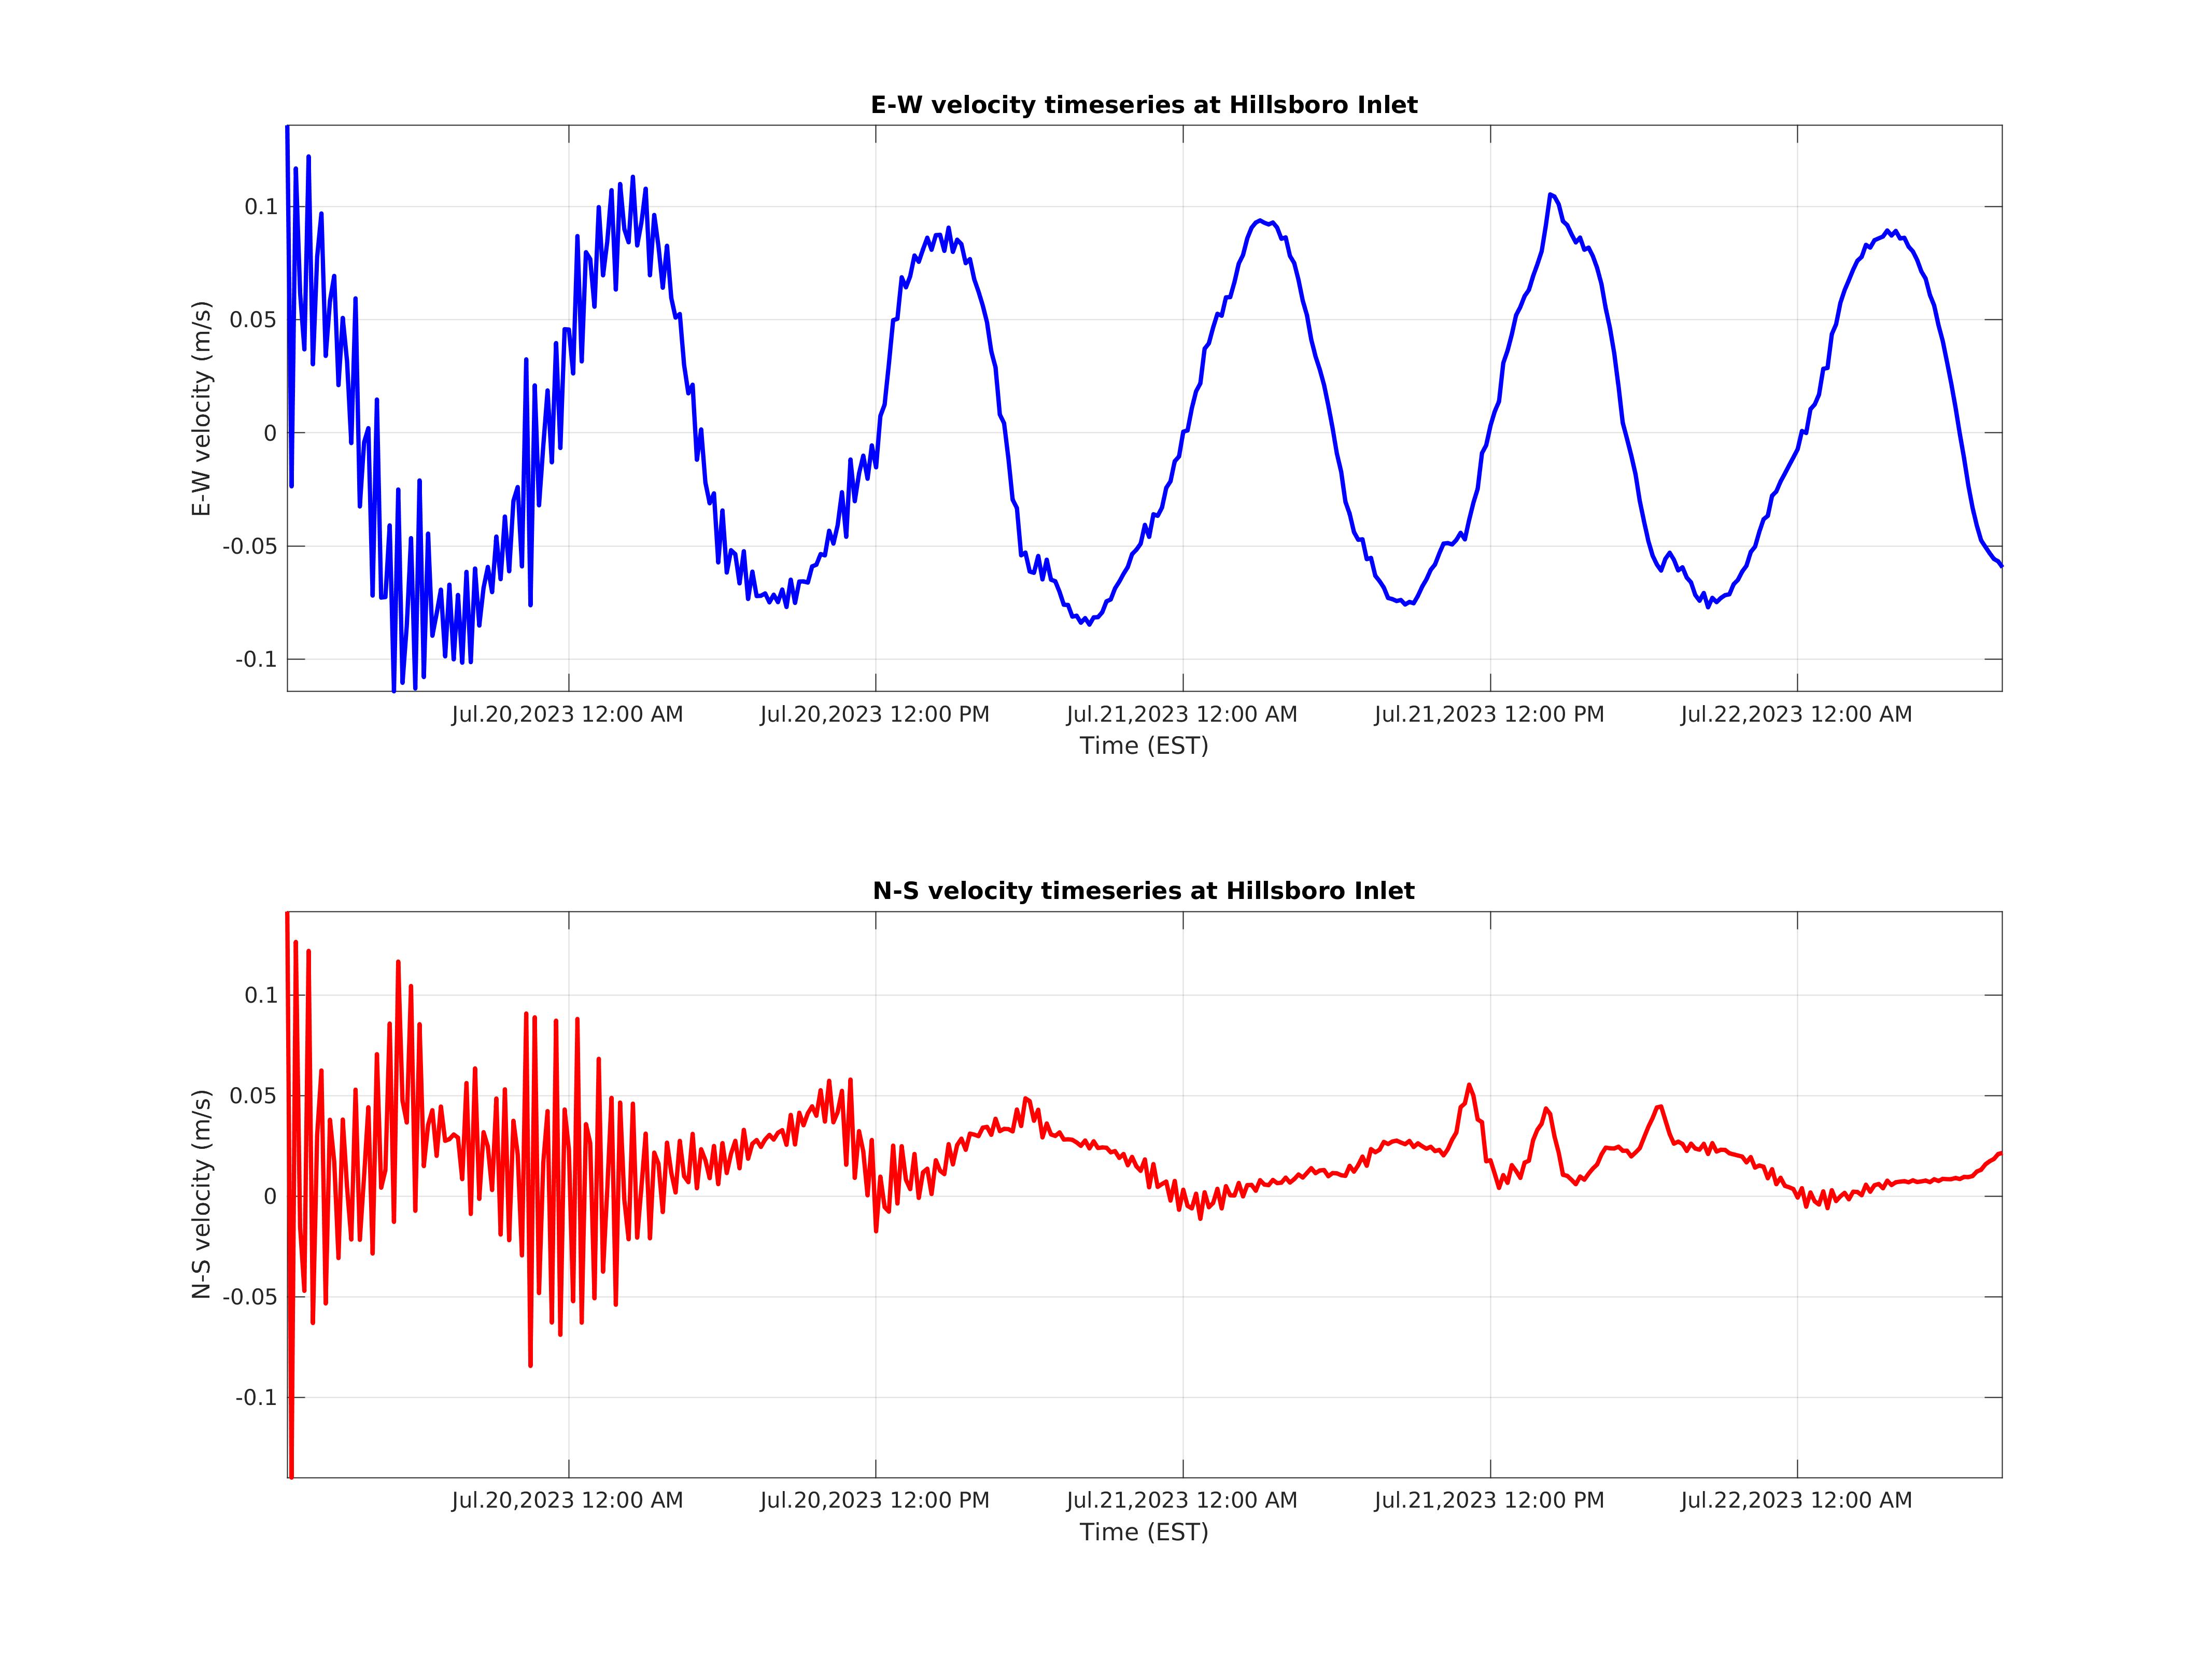 E-W velocity timeseries at Hillsboro Inlet
E-W velocity (m/s)
0.1
0.05
0
-0.05
-0.1
Jul.20,2023 12:00 AM
Jul.20,2023 12:00 PM
Jul.21,2023 12:00 AM
Jul.21,2023 12:00 PM
Jul.22,2023 12:00 AM
Time (EST)
N-S velocity timeseries at Hillsboro Inlet
N-S velocity (m/s)
0.1
0.05
0
-0.05
-0.1
Jul.20,2023 12:00 AM
Jul.20,2023 12:00 PM
Jul.21,2023 12:00 AM
Jul.21,2023 12:00 PM
Jul.22,2023 12:00 AM
Time (EST)